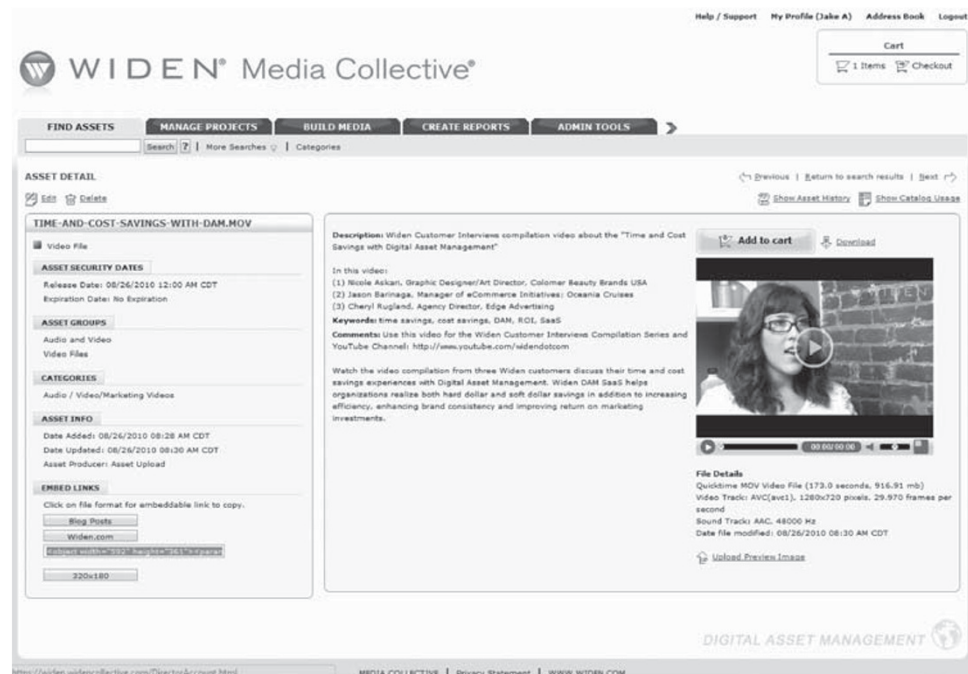 Help / Support My Profile (Jake A) Address Book Logout
Cart
1 Items Checkout
W WIDEN® Media Collective®
FIND ASSETS MANAGE PROJECTS BUILD MEDIA CREATE REPORTS ADMIN TOOLS
Search ? | More Searches | Categories
ASSET DETAIL
Previous | Return to search results | Next
Edit Delete
Show Asset History Show Catalog Usage
TIME-AND-COST-SAVINGS-WITH-DAM.MOV
Video File
ASSET SECURITY DATES
Release Date: 08/26/2010 12:00 AM CDT
Expiration Date: No Expiration
ASSET GROUPS
Audio and Video
Video Files
CATEGORIES
Audio / Video/Marketing Videos
ASSET INFO
Date Added: 08/26/2010 08:28 AM CDT
Date Updated: 08/26/2010 08:30 AM CDT
Asset Producer: Asset Upload
EMBED LINKS
Click on file format for embeddable link to copy.
Blog Posts
Widen.com
<object width="592" height="361"><param
320x180
Description: Widen Customer Interviews compilation video about the "Time and Cost
Savings with Digital Asset Management"
In this video:
(1) Nicole Askari, Graphic Designer/Art Director, Colomer Beauty Brands USA
(2) Jason Barinaga, Manager of eCommerce Initiatives; Oceania Cruises
(3) Cheryl Rugland, Agency Director, Edge Advertising
Keywords: time savings, cost savings, DAM, ROI, SaaS
Comments: Use this video for the Widen Customer Interviews Compilation Series and
YouTube Channel: http://www.youtube.com/widendotcom
Watch the video compilation from three Widen customers discuss their time and cost
savings experiences with Digital Asset Management. Widen DAM SaaS helps
organizations realize both hard dollar and soft dollar savings in addition to increasing
efficiency, enhancing brand consistency and improving return on marketing
investments.
Add to cart Download
00:00/00:00
File Details
Quicktime MOV Video File (173.0 seconds, 916.91 mb)
Video Track: AVC(avc1), 1280x720 pixels, 29.970 frames per
second
Sound Track: AAC, 48000 Hz
Date file modified: 08/26/2010 08:30 AM CDT
Upload Preview Image
DIGITAL ASSET MANAGEMENT
https://widen.widencollective.com/DirectorAccount.html
MEDIA COLLECTIVE | Privacy Statement | WWW.WIDEN.COM